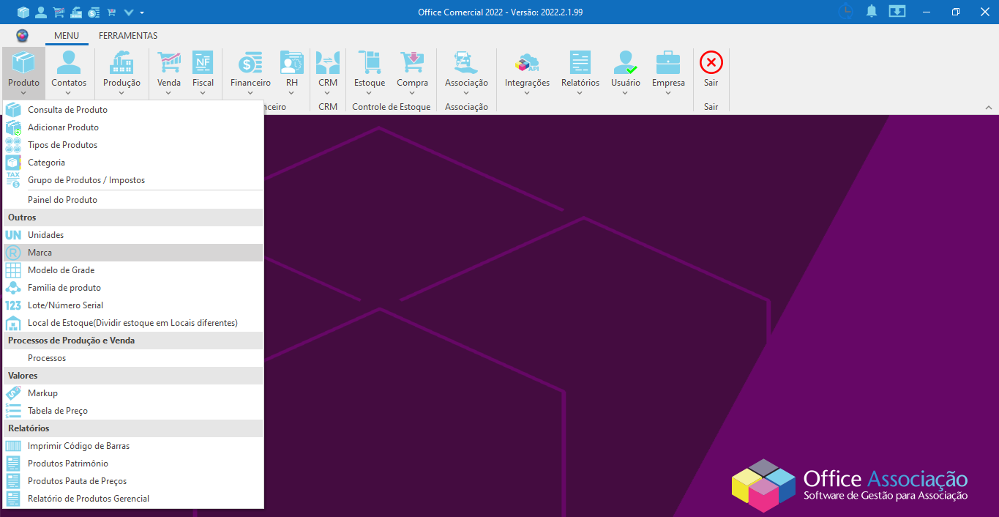 Office Comercial 2022 - Versão: 2022.2.1.99
MENU FERRAMENTAS
NF
API
Produto Contatos Produção Venda Fiscal Financeiro RH CRM Estoque Compra Associação Integrações Relatórios Usuário Empresa Sair
nceiro CRM Controle de Estoque Associação Sair
Consulta de Produto
Adicionar Produto
Tipos de Produtos
Categoria
TAX
Grupo de Produtos / Impostos
Painel do Produto
Outros
UN Unidades
® Marca
Modelo de Grade
Familia de produto
123 Lote/Número Serial
Local de Estoque(Dividir estoque em Locais diferentes)
Processos de Produção e Venda
Processos
Valores
Markup
Tabela de Preço
Relatórios
Imprimir Código de Barras
Produtos Patrimônio
Produtos Pauta de Preços
Relatório de Produtos Gerencial
Office Associação
Software de Gestão para Associação